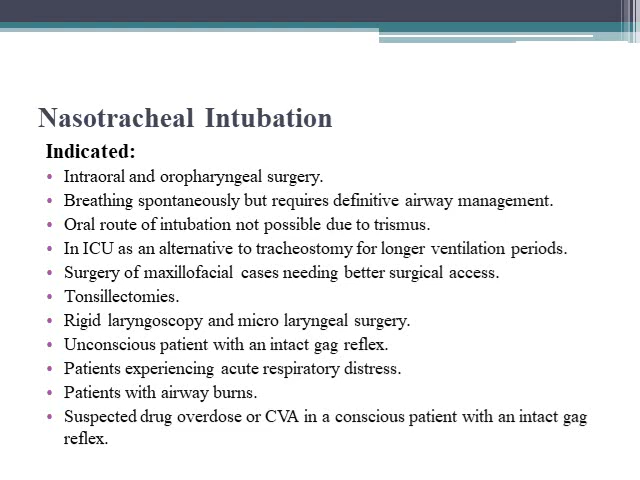 Nasotracheal Intubation
Indicated:
• Intraoral and oropharyngeal surgery.
• Breathing spontaneously but requires definitive airway management.
• Oral route of intubation not possible due to trismus.
• In ICU as an alternative to tracheostomy for longer ventilation periods.
• Surgery of maxillofacial cases needing better surgical access.
• Tonsillectomies.
• Rigid laryngoscopy and micro laryngeal surgery.
• Unconscious patient with an intact gag reflex.
• Patients experiencing acute respiratory distress.
• Patients with airway burns.
• Suspected drug overdose or CVA in a conscious patient with an intact gag
reflex.